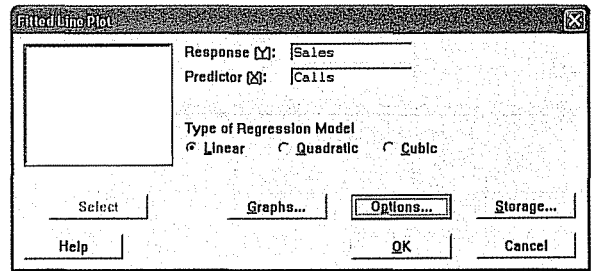 Fitted Line Plot
Response [Y]: Sales
Predictor [X]: Calls
Type of Regression Model
Linear Quadratic Cubic
Select Graphs... Options... Storage...
Help OK Cancel